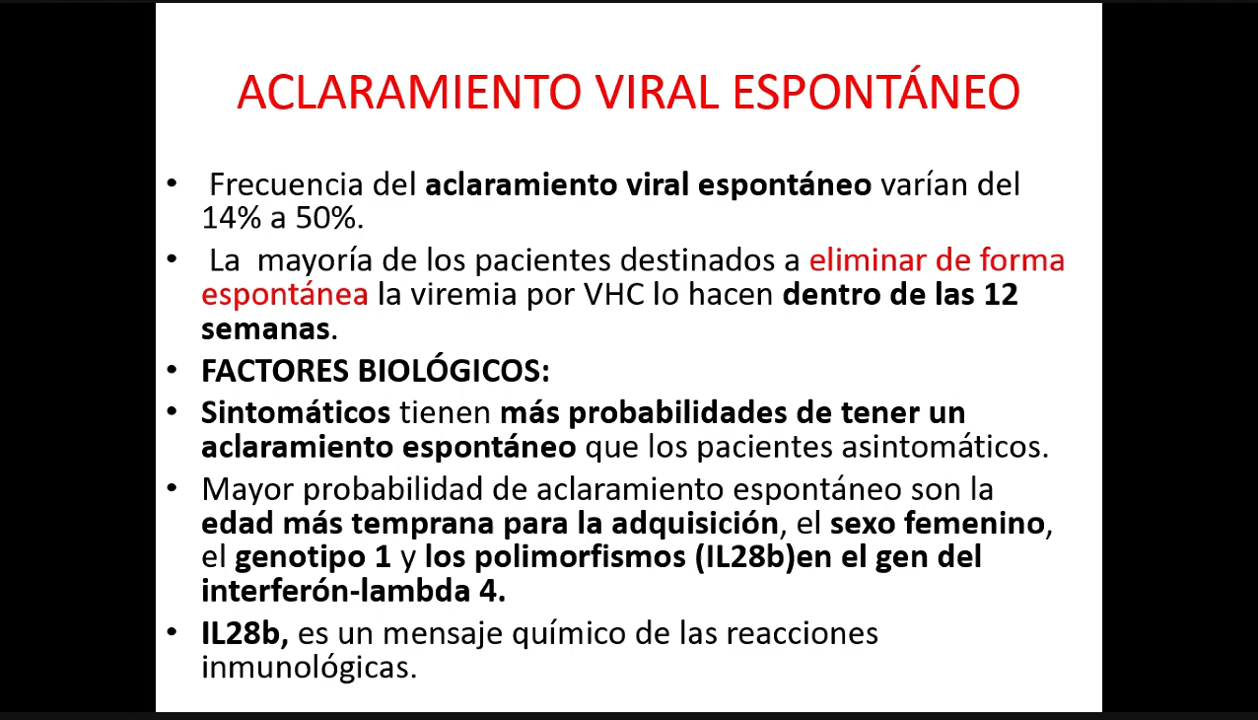 ACLARAMIENTO VIRAL ESPONTÁNEO
• Frecuencia del aclaramiento viral espontáneo varían del
14% a 50%.
• La mayoría de los pacientes destinados a eliminar de forma
espontánea la viremia por VHC lo hacen dentro de las 12
semanas.
• FACTORES BIOLÓGICOS:
• Sintomáticos tienen más probabilidades de tener un
aclaramiento espontáneo que los pacientes asintomáticos.
• Mayor probabilidad de aclaramiento espontáneo son la
edad más temprana para la adquisición, el sexo femenino,
el genotipo 1 y los polimorfismos (IL28b)en el gen del
interferón-lambda 4.
• IL28b, es un mensaje químico de las reacciones
inmunológicas.